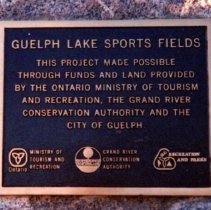 GUELPH LAKE SPORTS FIELDS
THIS PROJECT MADE POSSIBLE
THROUGH FUNDS AND LAND PROVIDED
BY THE ONTARIO MINISTRY OF TOURISM
AND RECREATION, THE GRAND RIVER
CONSERVATION AUTHORITY AND THE
CITY OF GUELPH
Ontario
MINISTRY OF
TOURISM AND
RECREATION
GRAND RIVER
CONSERVATION
AUTHORITY
RECREATION
AND PARKS